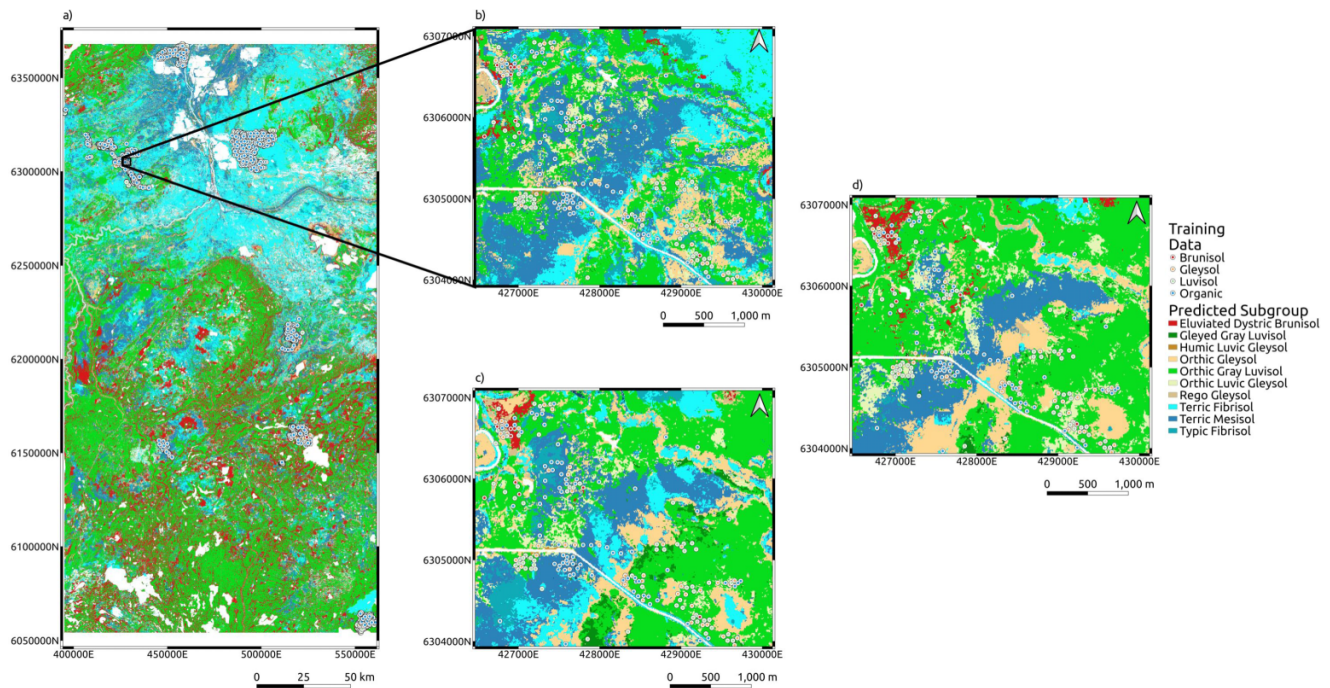 a)
6350000N
6300000N
6250000N
6200000N
6150000N
6100000N
6050000N
400000E 450000E 500000E 550000E
0 25 50 km
b)
6307000N
6306000N
6305000N
6304000N
427000E 428000E 429000E 430000E
0 500 1,000 m
c)
6307000N
6306000N
6305000N
6304000N
427000E 428000E 429000E 430000E
0 500 1,000 m
d)
6307000N
6306000N
6305000N
6304000N
427000E 428000E 429000E 430000E
0 500 1,000 m
Training
Data
Brunisol
Gleysol
Luvisol
Organic
Predicted Subgroup
Eluviated Dystric Brunisol
Gleyed Gray Luvisol
Humic Luvic Gleysol
Orthic Gleysol
Orthic Gray Luvisol
Orthic Luvic Gleysol
Rego Gleysol
Terric Fibrisol
Terric Mesisol
Typic Fibrisol